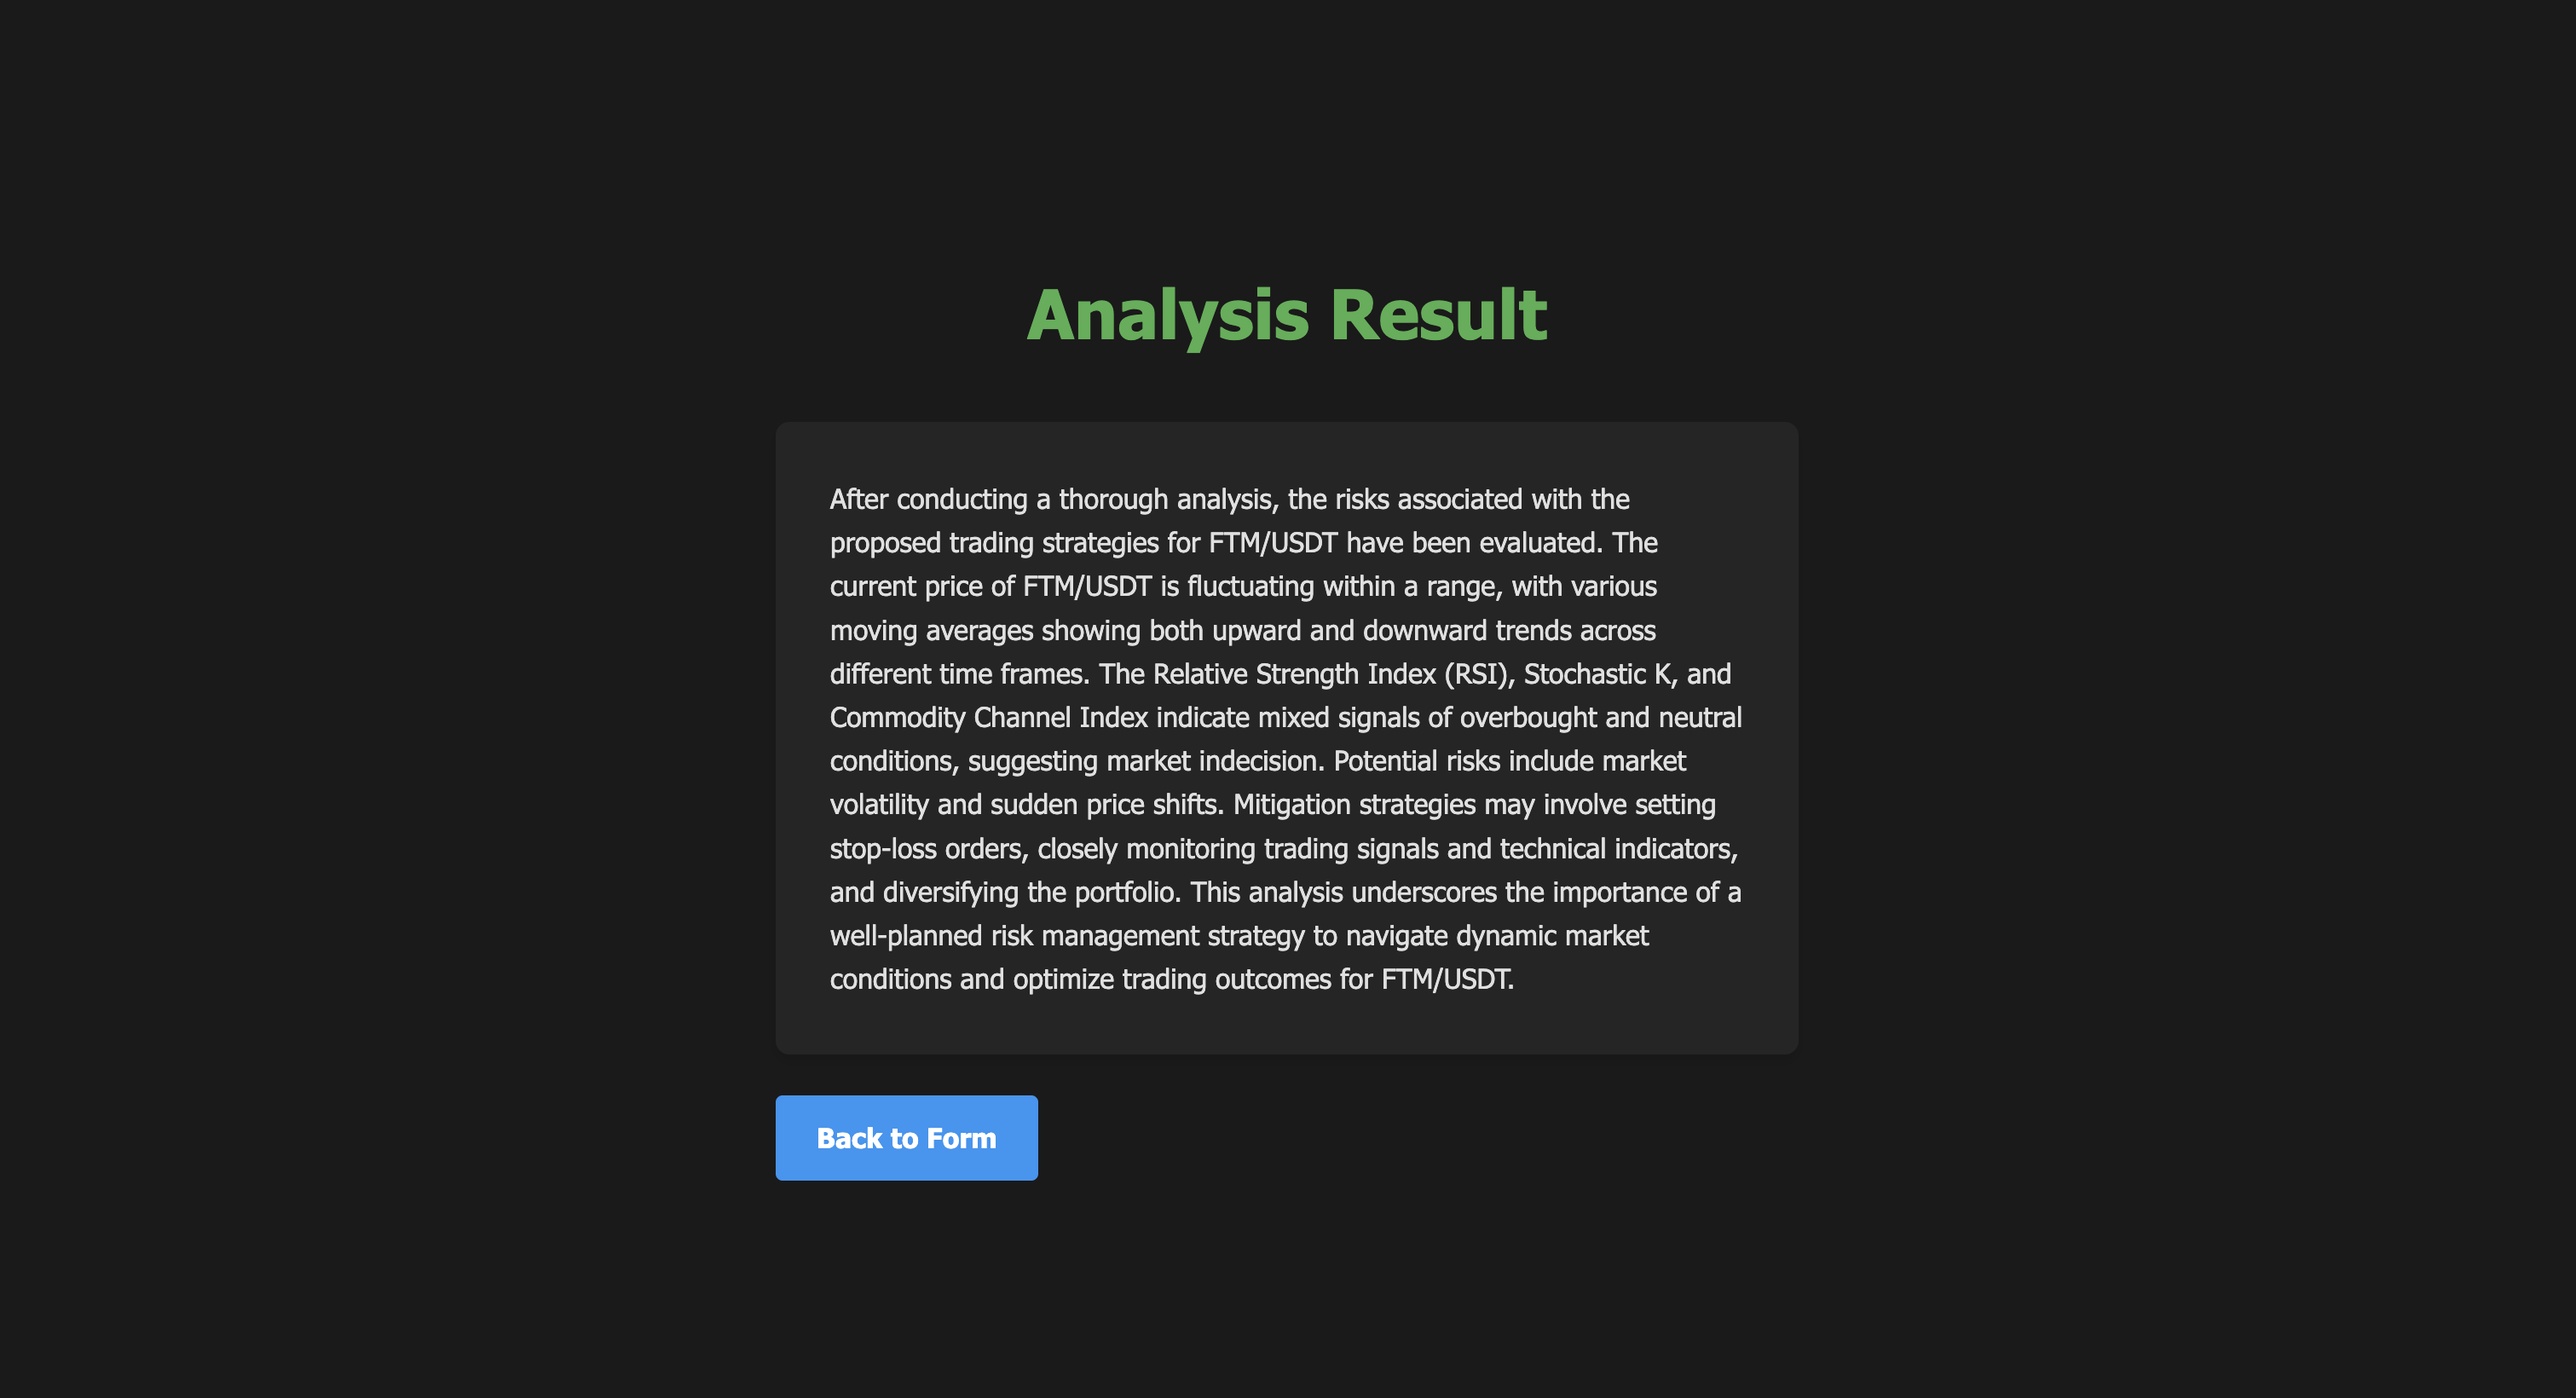 Analysis Result
After conducting a thorough analysis, the risks associated with the
proposed trading strategies for FTM/USDT have been evaluated. The
current price of FTM/USDT is fluctuating within a range, with various
moving averages showing both upward and downward trends across
different time frames. The Relative Strength Index (RSI), Stochastic K, and
Commodity Channel Index indicate mixed signals of overbought and neutral
conditions, suggesting market indecision. Potential risks include market
volatility and sudden price shifts. Mitigation strategies may involve setting
stop-loss orders, closely monitoring trading signals and technical indicators,
and diversifying the portfolio. This analysis underscores the importance of a
well-planned risk management strategy to navigate dynamic market
conditions and optimize trading outcomes for FTM/USDT.
Back to Form